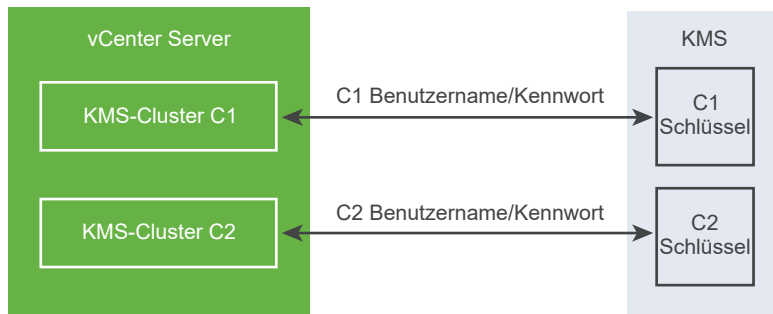 vCenter Server
KMS
KMS-Cluster C1
C1 Benutzername/Kennwort
C1
Schlüssel
KMS-Cluster C2
C2 Benutzername/Kennwort
C2
Schlüssel